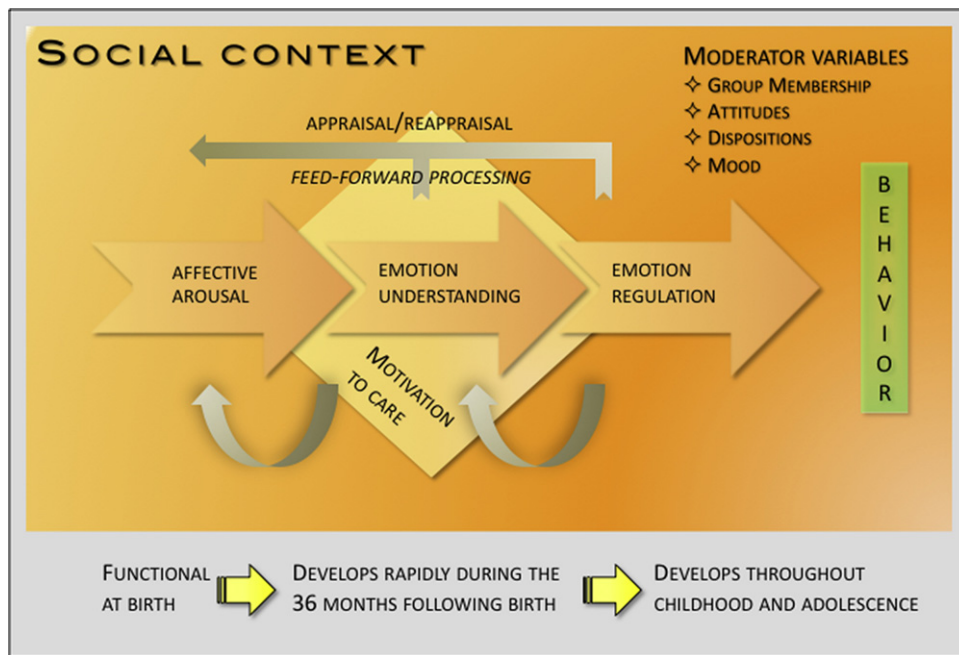 SOCIAL CONTEXT
MODERATOR VARIABLES
✧ GROUP MEMBERSHIP
✧ ATTITUDES
✧ DISPOSITIONS
✧ MOOD
APPRAISAL/REAPPRAISAL
FEED-FORWARD PROCESSING
AFFECTIVE
AROUSAL
EMOTION
UNDERSTANDING
EMOTION
REGULATION
MOTIVATION
TO CARE
BEHAVIOR
FUNCTIONAL
AT BIRTH
DEVELOPS RAPIDLY DURING THE
36 MONTHS FOLLOWING BIRTH
DEVELOPS THROUGHOUT
CHILDHOOD AND ADOLESCENCE